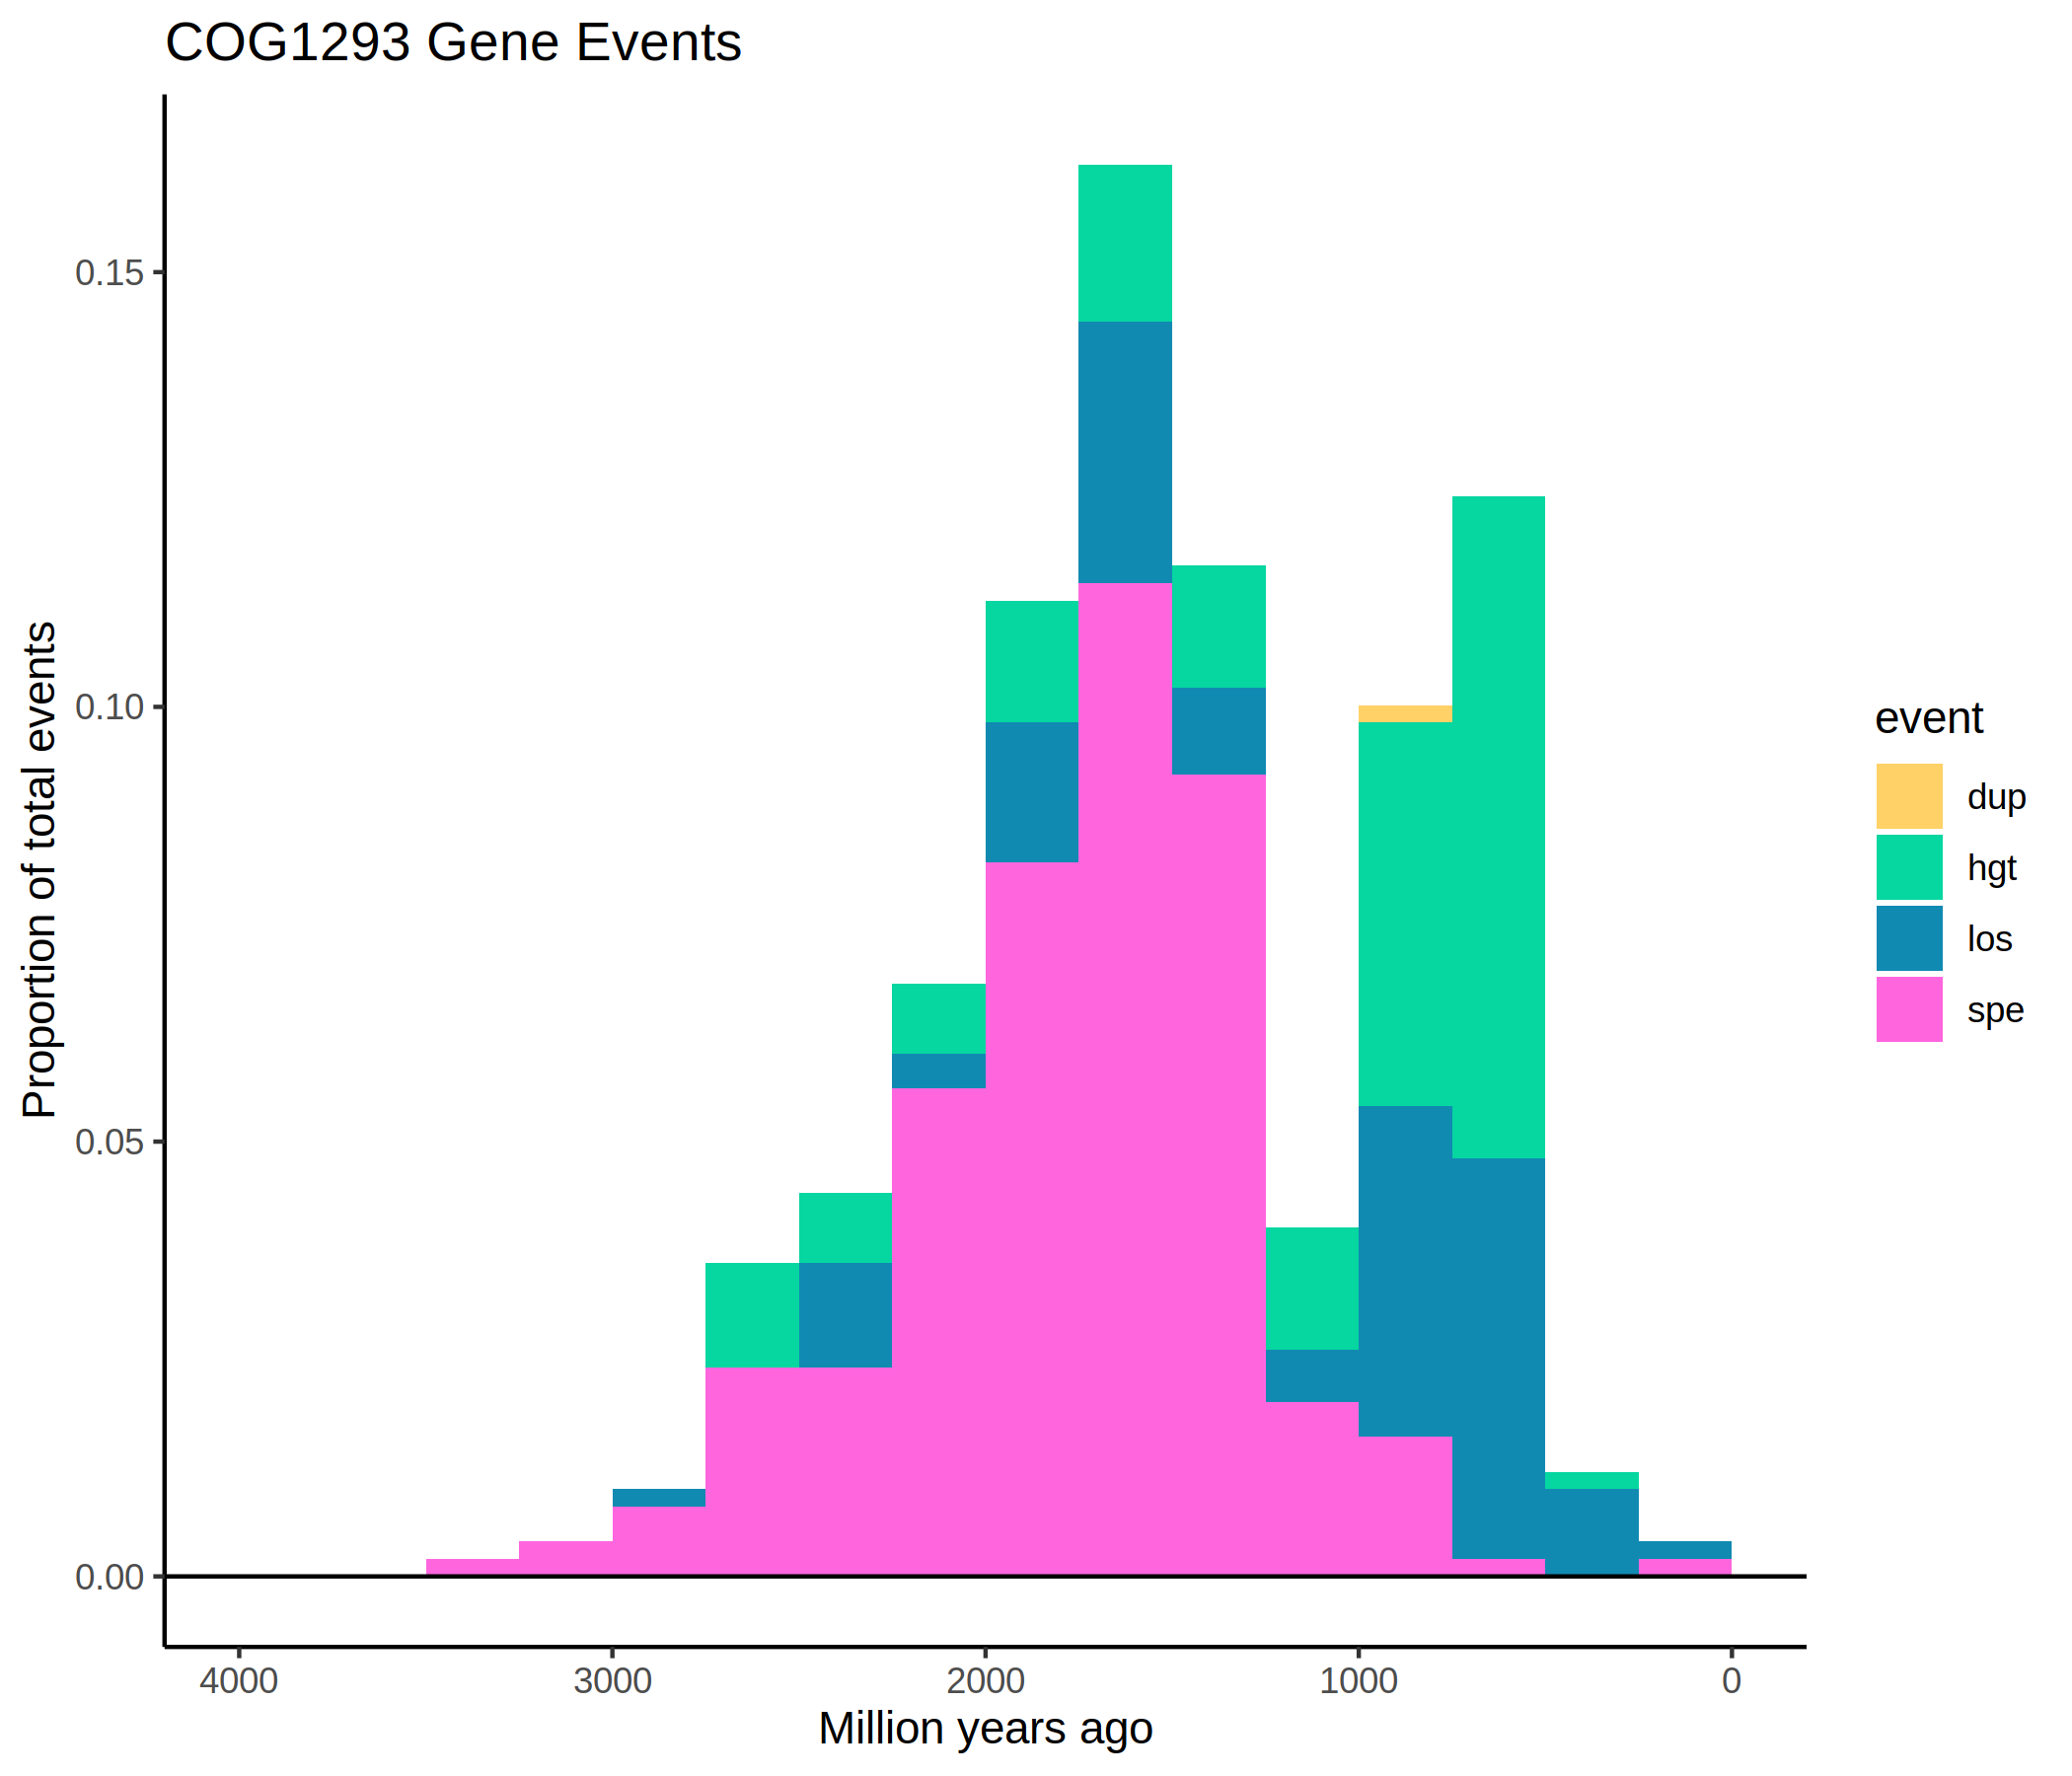 COG1293 Gene Events
Proportion of total events
0.15
0.10
0.05
0.00
4000 3000 2000 1000 0
Million years ago
event
dup
hgt
los
spe